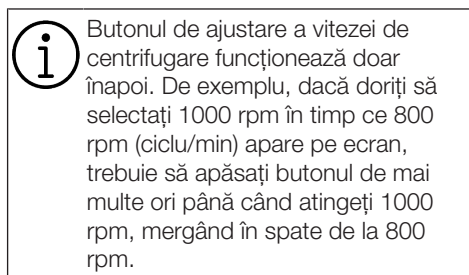 Butonul de ajustare a vitezei de
centrifugare funcționează doar
înapoi. De exemplu, dacă doriți să
selectați 1000 rpm în timp ce 800
rpm (ciclu/min) apare pe ecran,
trebuie să apăsați butonul de mai
multe ori până când atingeți 1000
rpm, mergând în spate de la 800
rpm.